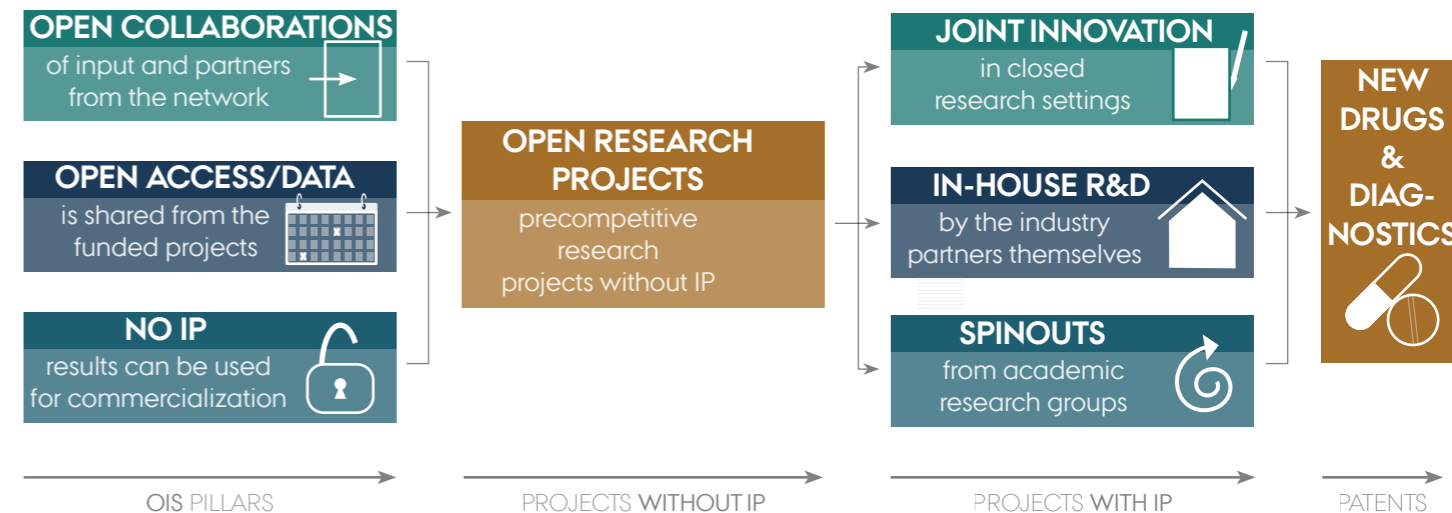 OPEN COLLABORATIONS
of input and partners
from the network
OPEN ACCESS/DATA
is shared from the
funded projects
NO IP
results can be used
for commercialization
OPEN RESEARCH
PROJECTS
precompetitive
research
projects without IP
JOINT INNOVATION
in closed
research settings
IN-HOUSE R&D
by the industry
partners themselves
SPINOUTS
from academic
research groups
NEW
DRUGS
&
DIAG-
NOSTICS
OIS PILLARS
PROJECTS WITHOUT IP
PROJECTS WITH IP
PATENTS